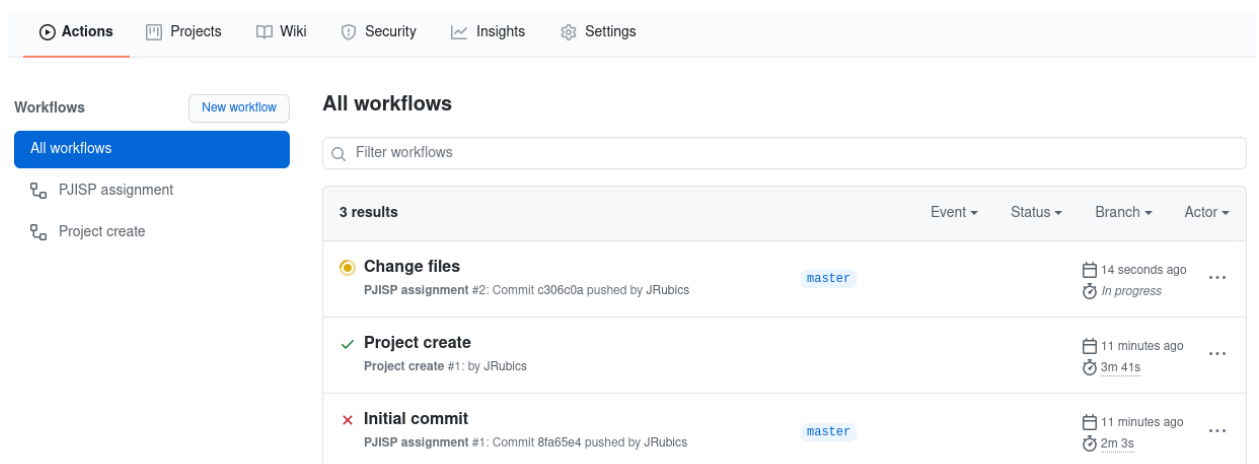 Actions Projects Wiki Security Insights Settings
Workflows
New workflow
All workflows
PJISP assignment
Project create
All workflows
Filter workflows
3 results Event Status Branch Actor
Change files
PJISP assignment #2: Commit c306c0a pushed by JRubics
master
14 seconds ago
In progress
Project create
Project create #1: by JRubics
11 minutes ago
3m 41s
Initial commit
PJISP assignment #1: Commit 8fa65e4 pushed by JRubics
master
11 minutes ago
2m 3s